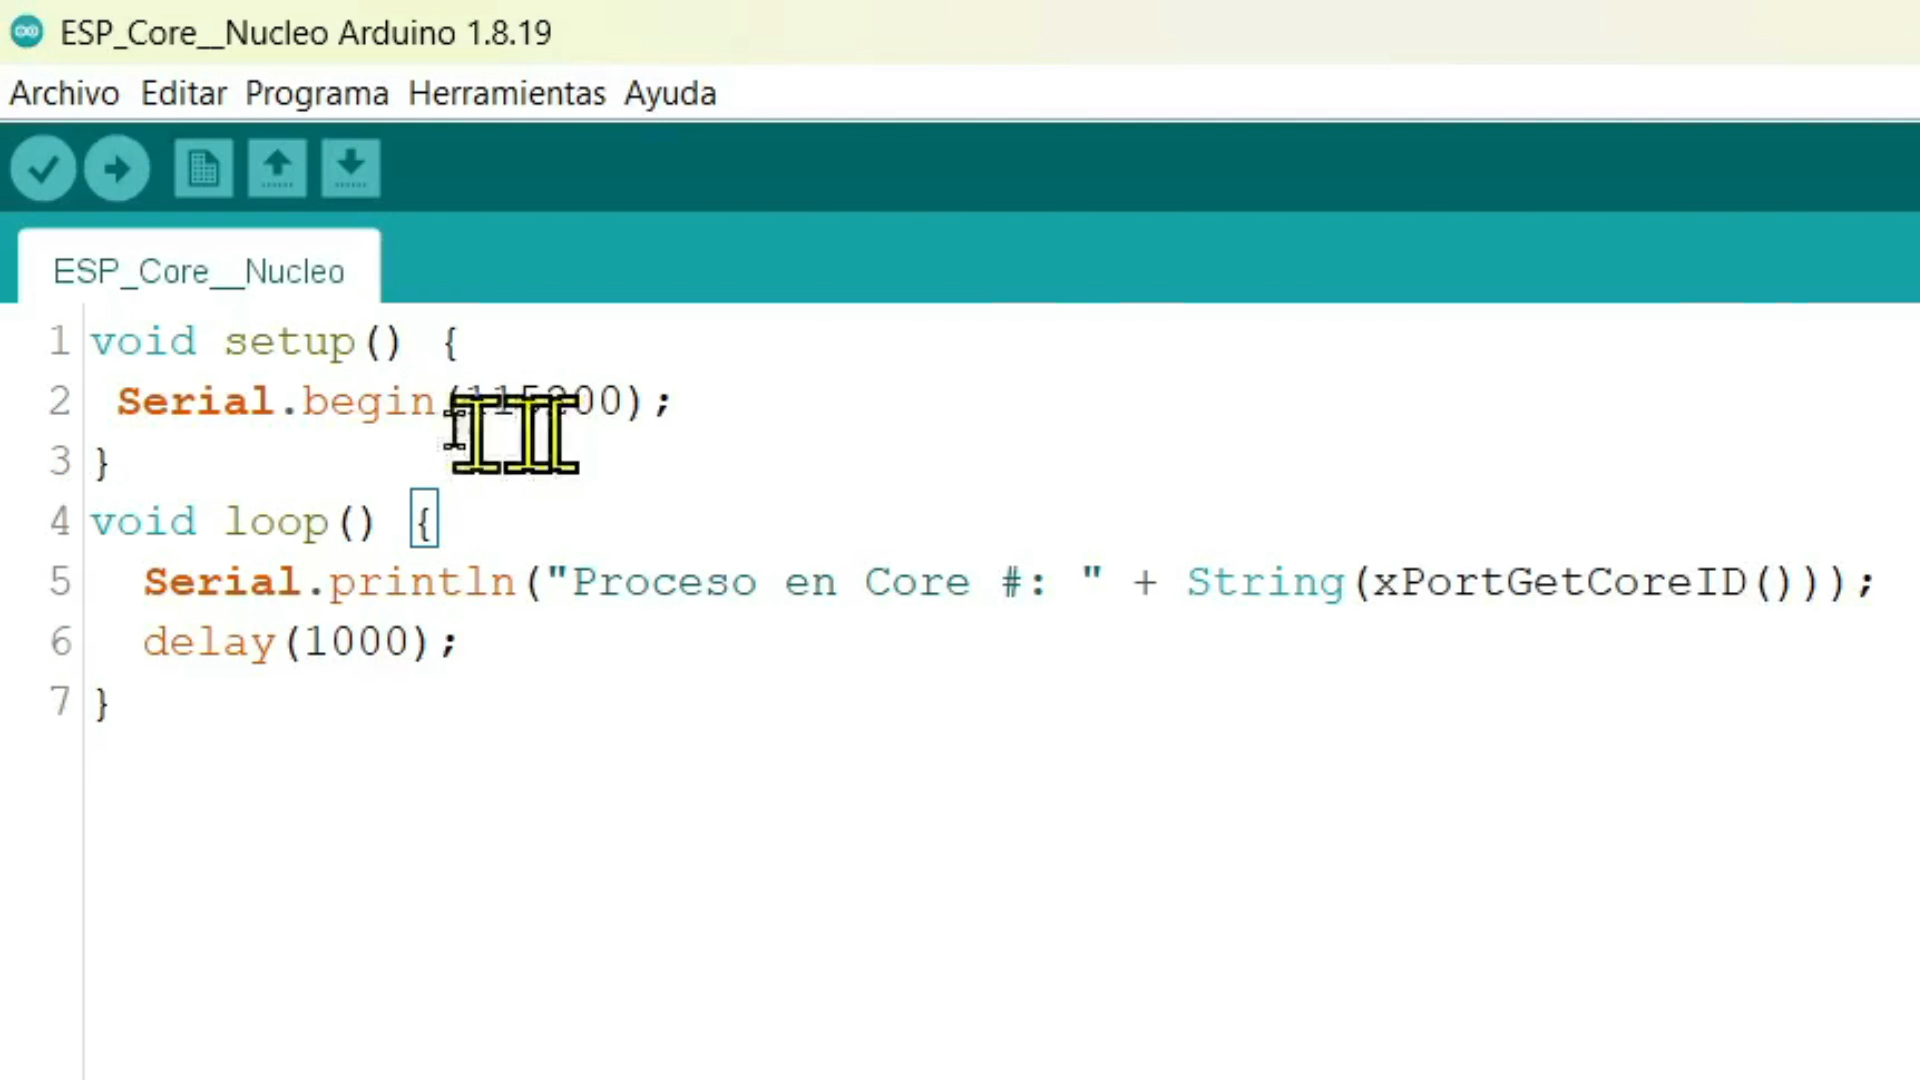 ESP_Core__Nucleo Arduino 1.8.19
Archivo Editar Programa Herramientas Ayuda
ESP_Core__Nucleo
1 void setup() {
2 Serial.begin(115200);
3 }
4 void loop() {
5 Serial.println("Proceso en Core #: " + String(xPortGetCoreID()));
6 delay(1000);
7 }